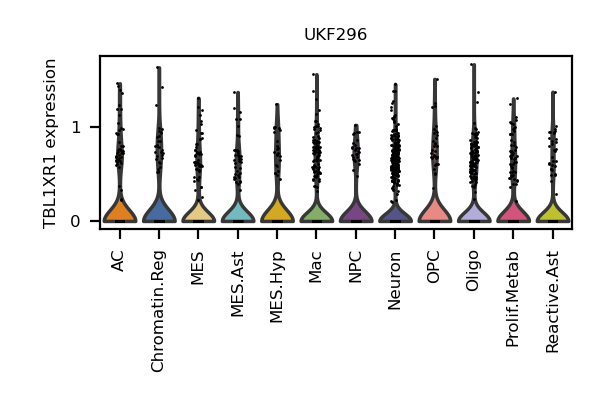 UKF296
TBL1XR1 expression
1
0
AC
Chromatin.Reg
MES
MES.Ast
MES.Hyp
Mac
NPC
Neuron
OPC
Oligo
Prolif.Metab
Reactive.Ast